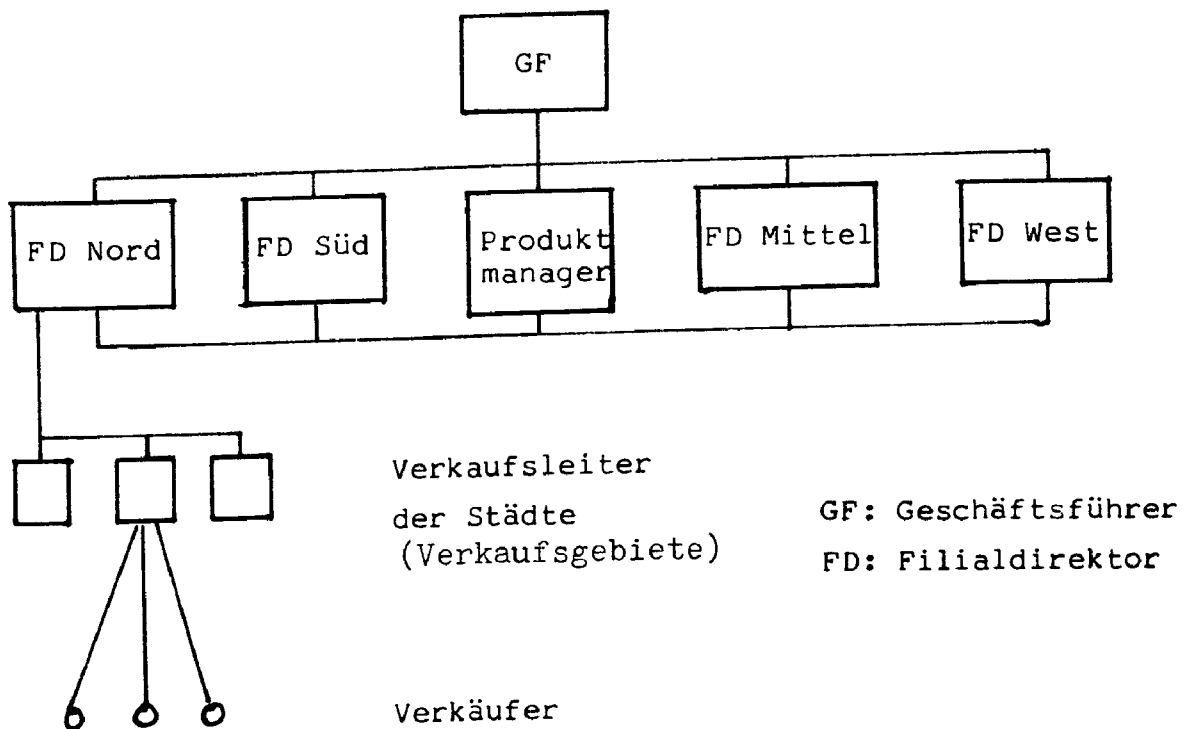 GF
FD Nord
FD Süd
Produkt
manager
FD Mittel
FD West
Verkaufsleiter
der Städte
(Verkaufsgebiete)
GF: Geschäftsführer
FD: Filialdirektor
Verkäufer